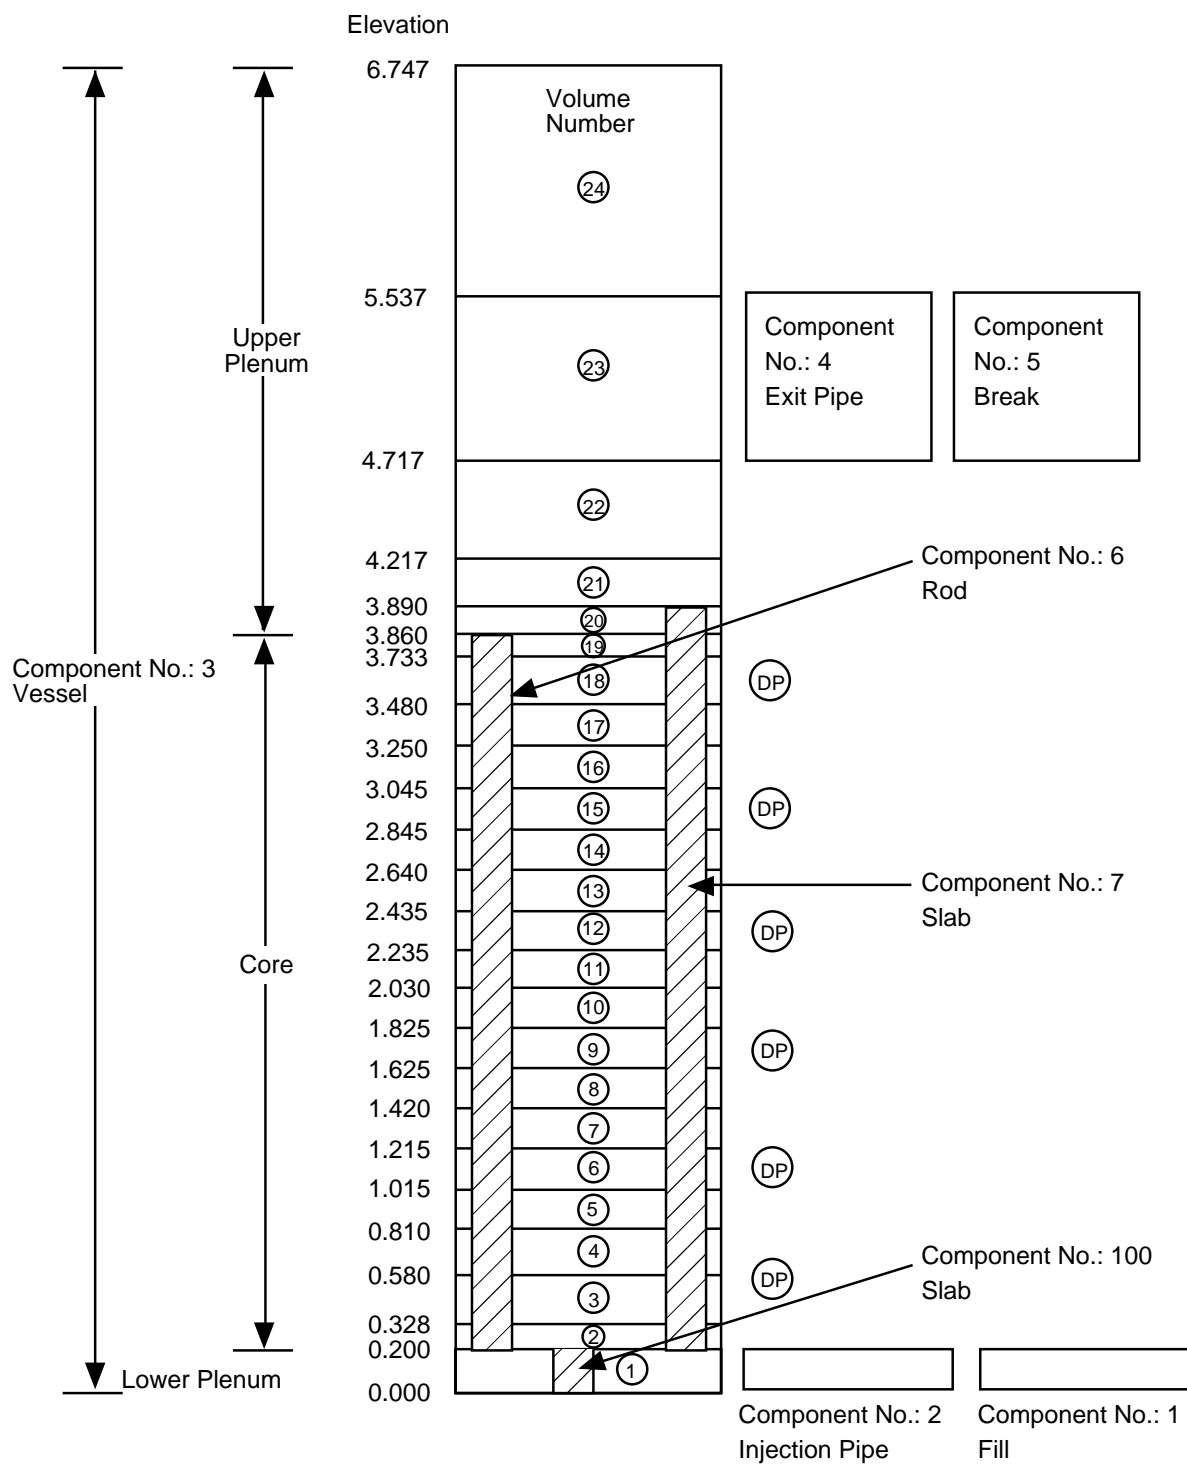 Elevation
6.747
Volume
Number
24
5.537
Component
No.: 4
Exit Pipe
Component
No.: 5
Break
Upper
Plenum
23
4.717
22
4.217
Component No.: 6
Rod
21
3.890
20
3.860
19
3.733
Component No.: 3
Vessel
18
DP
3.480
17
3.250
16
3.045
15
DP
2.845
14
2.640
13
Component No.: 7
Slab
2.435
12
DP
2.235
Core
11
2.030
10
1.825
9
DP
1.625
8
1.420
7
1.215
6
DP
1.015
5
0.810
4
Component No.: 100
Slab
0.580
DP
3
0.328
2
0.200
1
Lower Plenum
0.000
Component No.: 2
Injection Pipe
Component No.: 1
Fill